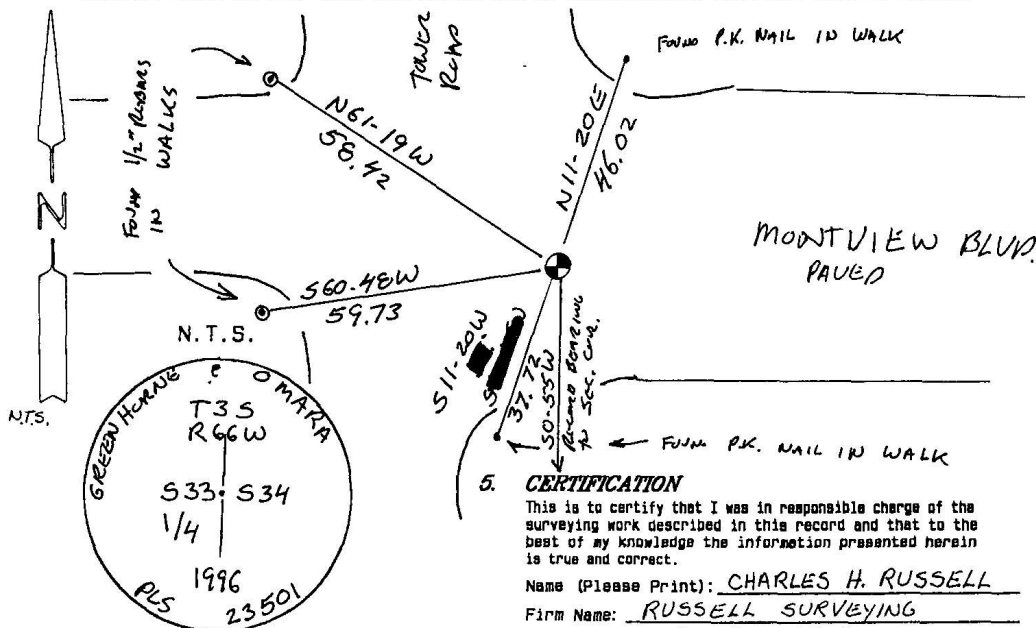 FOUND P.K. NAIL IN WALK
TOWER
ROAD
FOUND 1/2" REBARS
IN WALKS
N61-19W
58.42
N11-20E
46.02
N
MONTVIEW BLVD.
PAVED
S60-48W
59.73
N.T.S.
S11-20W
37.72
S0-55W
RECORD BEARING
TO SEC. COR.
N.T.S.
GREENHORNE & OMARA
T3S
R66W
S33 S34
1/4
1996
PLS 23501
FOUND P.K. NAIL IN WALK
5. CERTIFICATION
This is to certify that I was in responsible charge of the
surveying work described in this record and that to the
best of my knowledge the information presented herein
is true and correct.
Name (Please Print): CHARLES H. RUSSELL
Firm Name: RUSSELL SURVEYING